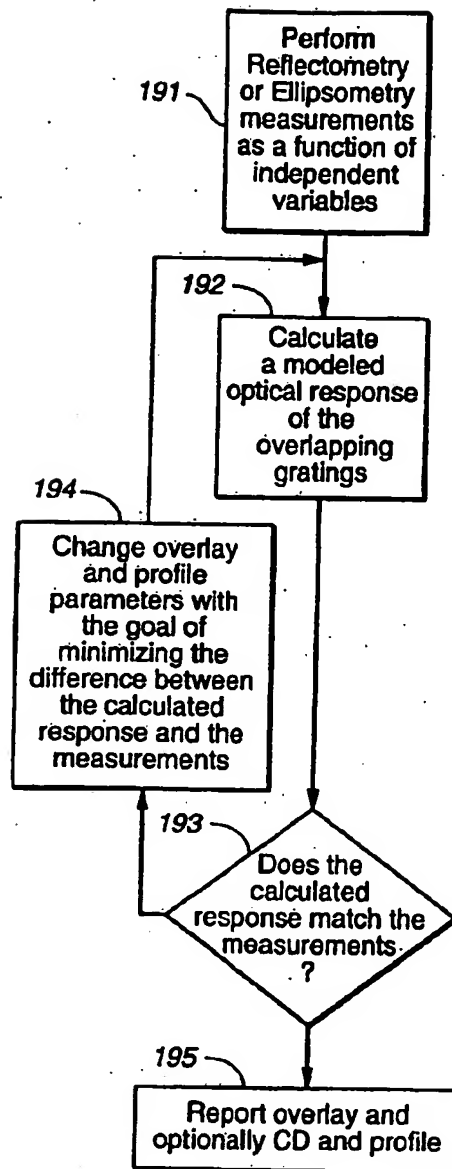 191
Perform
Reflectometry
or Ellipsometry
measurements
as a function of
independent
variables
192
Calculate
a modeled
optical response
of the
overlapping
gratings
194
Change overlay
and profile
parameters with
the goal of
minimizing the
difference between
the calculated
response and the
measurements
193
Does the
calculated
response match the
measurements
?
195
Report overlay and
optionally CD and profile